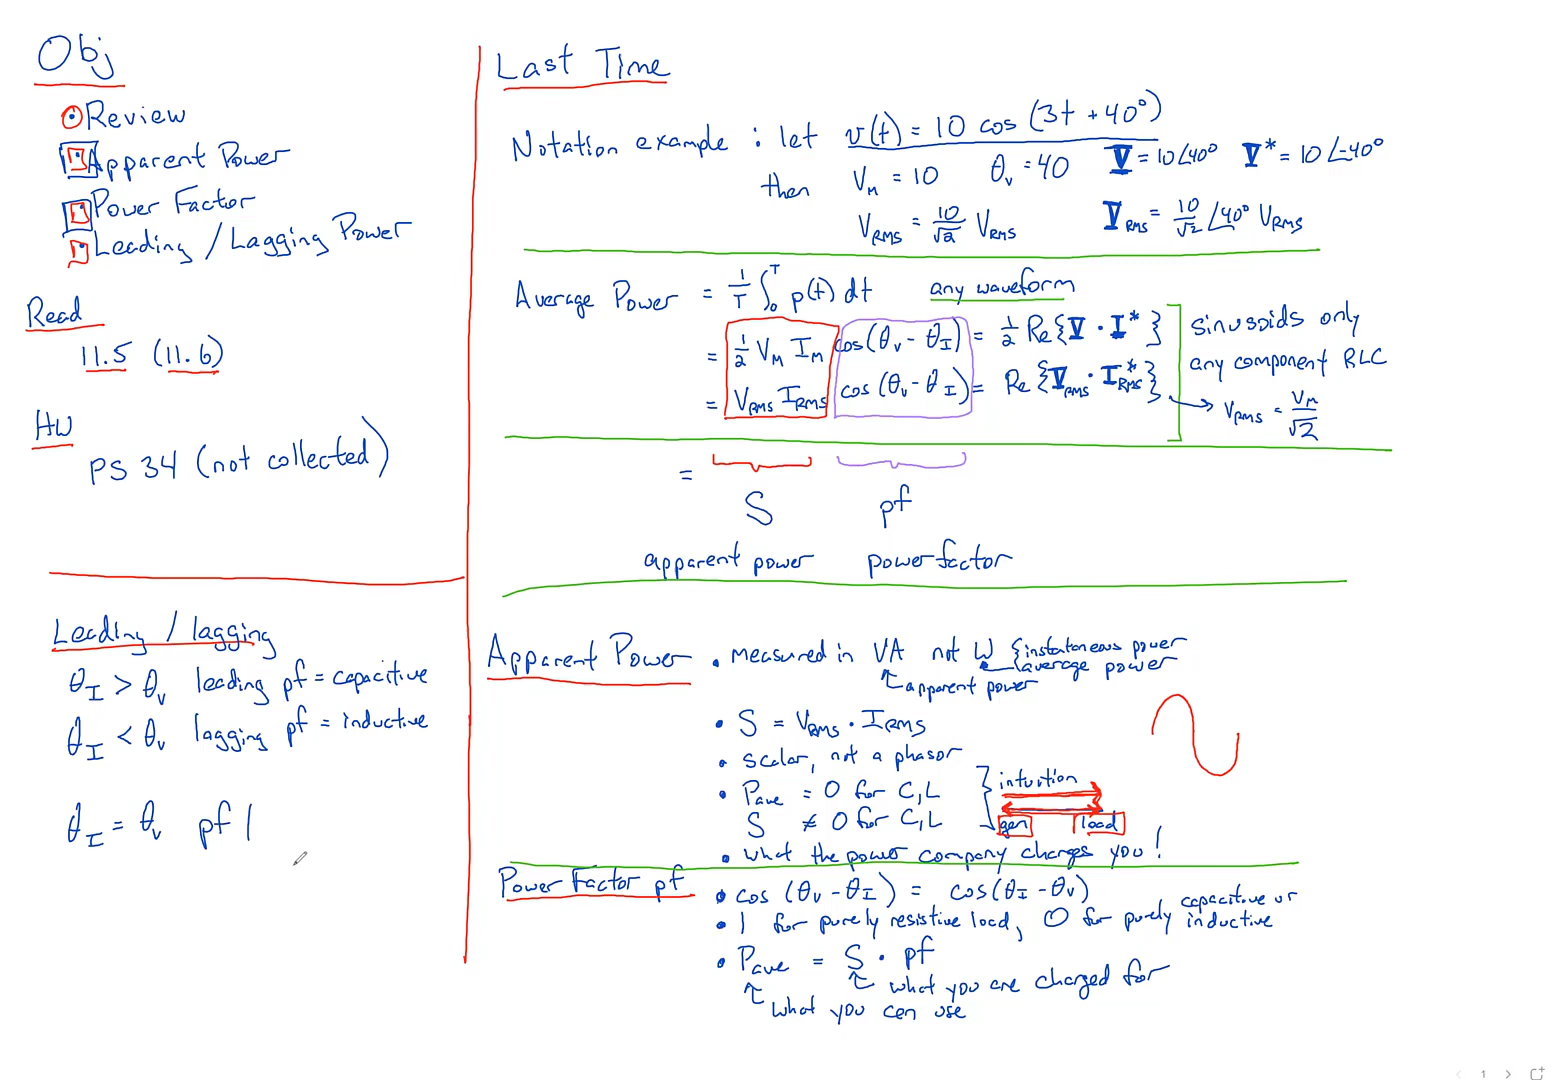 Obj
Review
Apparent Power
Power Factor
Leading / Lagging Power
Read
11.5 (11.6)
HW
PS 34 (not collected)
Leading / lagging
θI > θv leading pf = capacitive
θI < θv lagging pf = inductive
θI = θv pf 1
Last Time
Notation example : let v(t) = 10 cos (3t + 40°)
then VM = 10 θv = 40 V = 10∠40° V* = 10∠-40°
VRMS = 10/√2 VRMS VRMS = 10/√2 ∠40° VRMS
Average Power = 1/T ∫₀ᵀ p(t) dt any waveform
= 1/2 VM IM cos(θv - θI) = 1/2 Re{V · I*}
= VRMS IRMS cos(θv - θI) = Re{VRMS · IRMS*}
sinusoids only
any component RLC
→ VRMS = VM/√2
= S pf
apparent power power factor
Apparent Power
• measured in VA not W {instantaneous power
average power
apparent power
• S = VRMS · IRMS
• scalar, not a phasor
• Pave = 0 for C,L
S ≠ 0 for C,L
} intuition
gen load
• what the power company charges you!
Power Factor pf
• cos (θv - θI) = cos(θI - θv)
• 1 for purely resistive load, 0 for purely capacitive or inductive
• Pave = S · pf
what you are charged for
what you can use
1